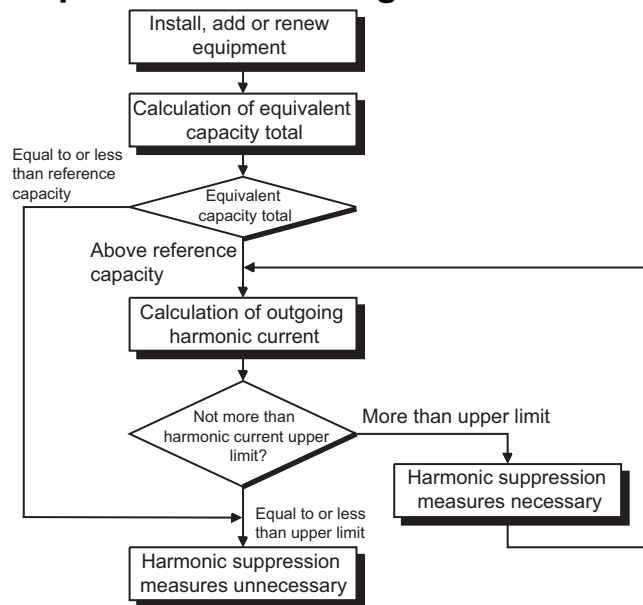 Install, add or renew
equipment
Calculation of equivalent
capacity total
Equal to or less
than reference
capacity
Equivalent
capacity total
Above reference
capacity
Calculation of outgoing
harmonic current
Not more than
harmonic current upper
limit?
More than upper limit
Harmonic suppression
measures necessary
Equal to or less
than upper limit
Harmonic suppression
measures unnecessary